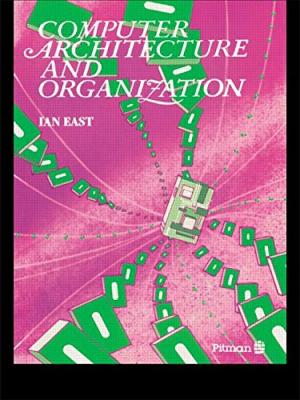 COMPUTER
ARCHITECTURE
AND
ORGANIZATION
IAN EAST
Pitman